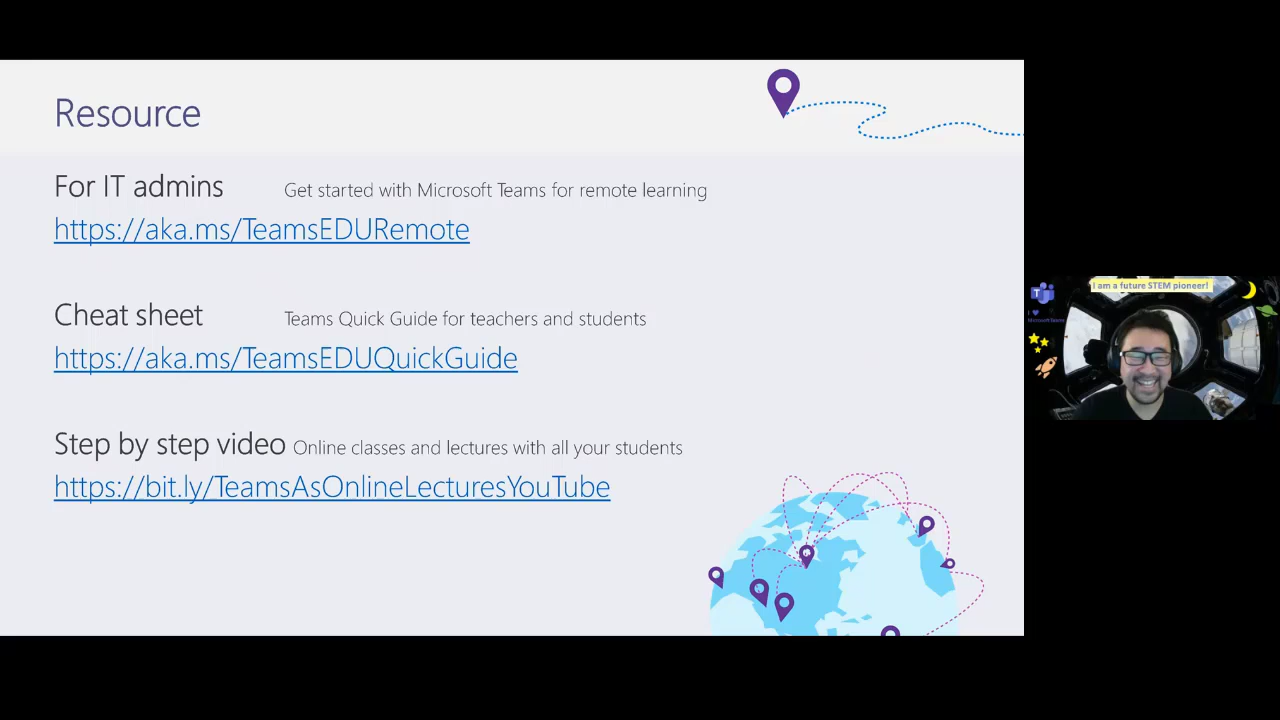 Resource
For IT admins Get started with Microsoft Teams for remote learning
https://aka.ms/TeamsEDURemote
Cheat sheet Teams Quick Guide for teachers and students
https://aka.ms/TeamsEDUQuickGuide
Step by step video Online classes and lectures with all your students
https://bit.ly/TeamsAsOnlineLecturesYouTube
I am a future STEM pioneer!
T
I
Microsoft Teams